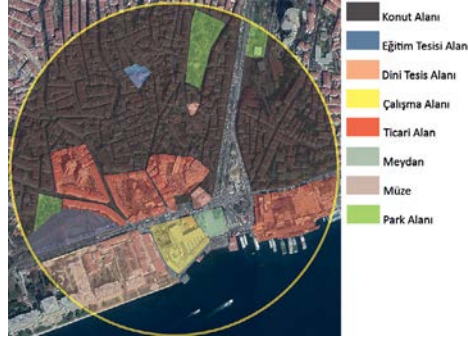 Konut Alanı
Eğitim Tesisi Alanı
Dini Tesis Alanı
Çalışma Alanı
Ticari Alan
Meydan
Müze
Park Alanı